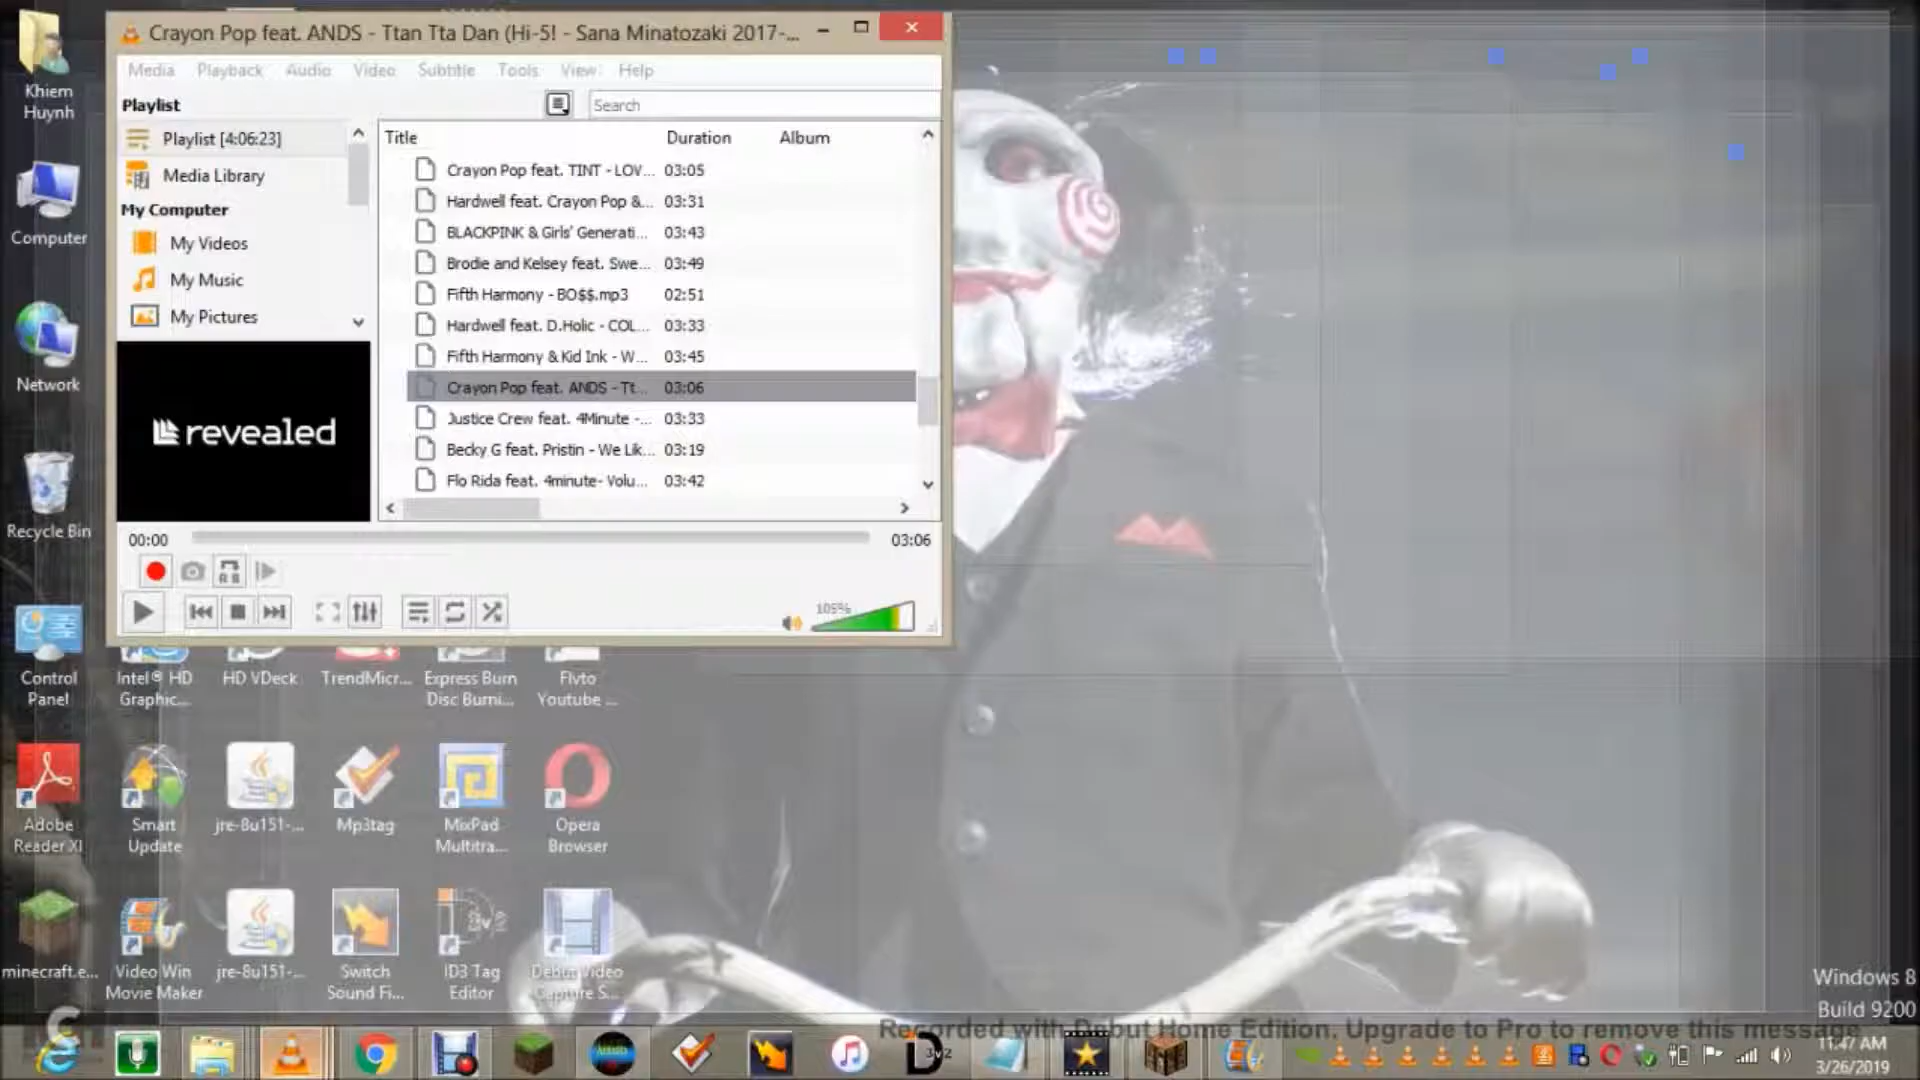 Crayon Pop feat. ANDS - Ttan Tta Dan (Hi-5! - Sana Minatozaki 2017-...
Media Playback Audio Video Subtitle Tools View Help
Playlist
Search
Playlist [4:06:23]
Media Library
My Computer
My Videos
My Music
My Pictures
revealed
Title Duration Album
Crayon Pop feat. TINT - LOV... 03:05
Hardwell feat. Crayon Pop &... 03:31
BLACKPINK & Girls' Generati... 03:43
Brodie and Kelsey feat. Swe... 03:49
Fifth Harmony - BO$$.mp3 02:51
Hardwell feat. D.Holic - COL... 03:33
Fifth Harmony & Kid Ink - W... 03:45
Crayon Pop feat. ANDS - Tt... 03:06
Justice Crew feat. 4Minute -... 03:33
Becky G feat. Pristin - We Lik... 03:19
Flo Rida feat. 4minute- Volu... 03:42
00:00 03:06
105%
Khiem
Huynh
Computer
Network
Recycle Bin
Control
Panel
Intel® HD
Graphic...
HD VDeck
TrendMicr...
Express Burn
Disc Burni...
Flvto
Youtube ...
Adobe
Reader XI
Smart
Update
jre-8u151-...
Mp3tag
MixPad
Multitra...
Opera
Browser
minecraft.e...
Video Win
Movie Maker
jre-8u151-...
Switch
Sound Fi...
ID3 Tag
Editor
Debut Video
Capture S...
Windows 8
Build 9200
Recorded with Debut Home Edition. Upgrade to Pro to remove this message
11:47 AM
3/26/2019